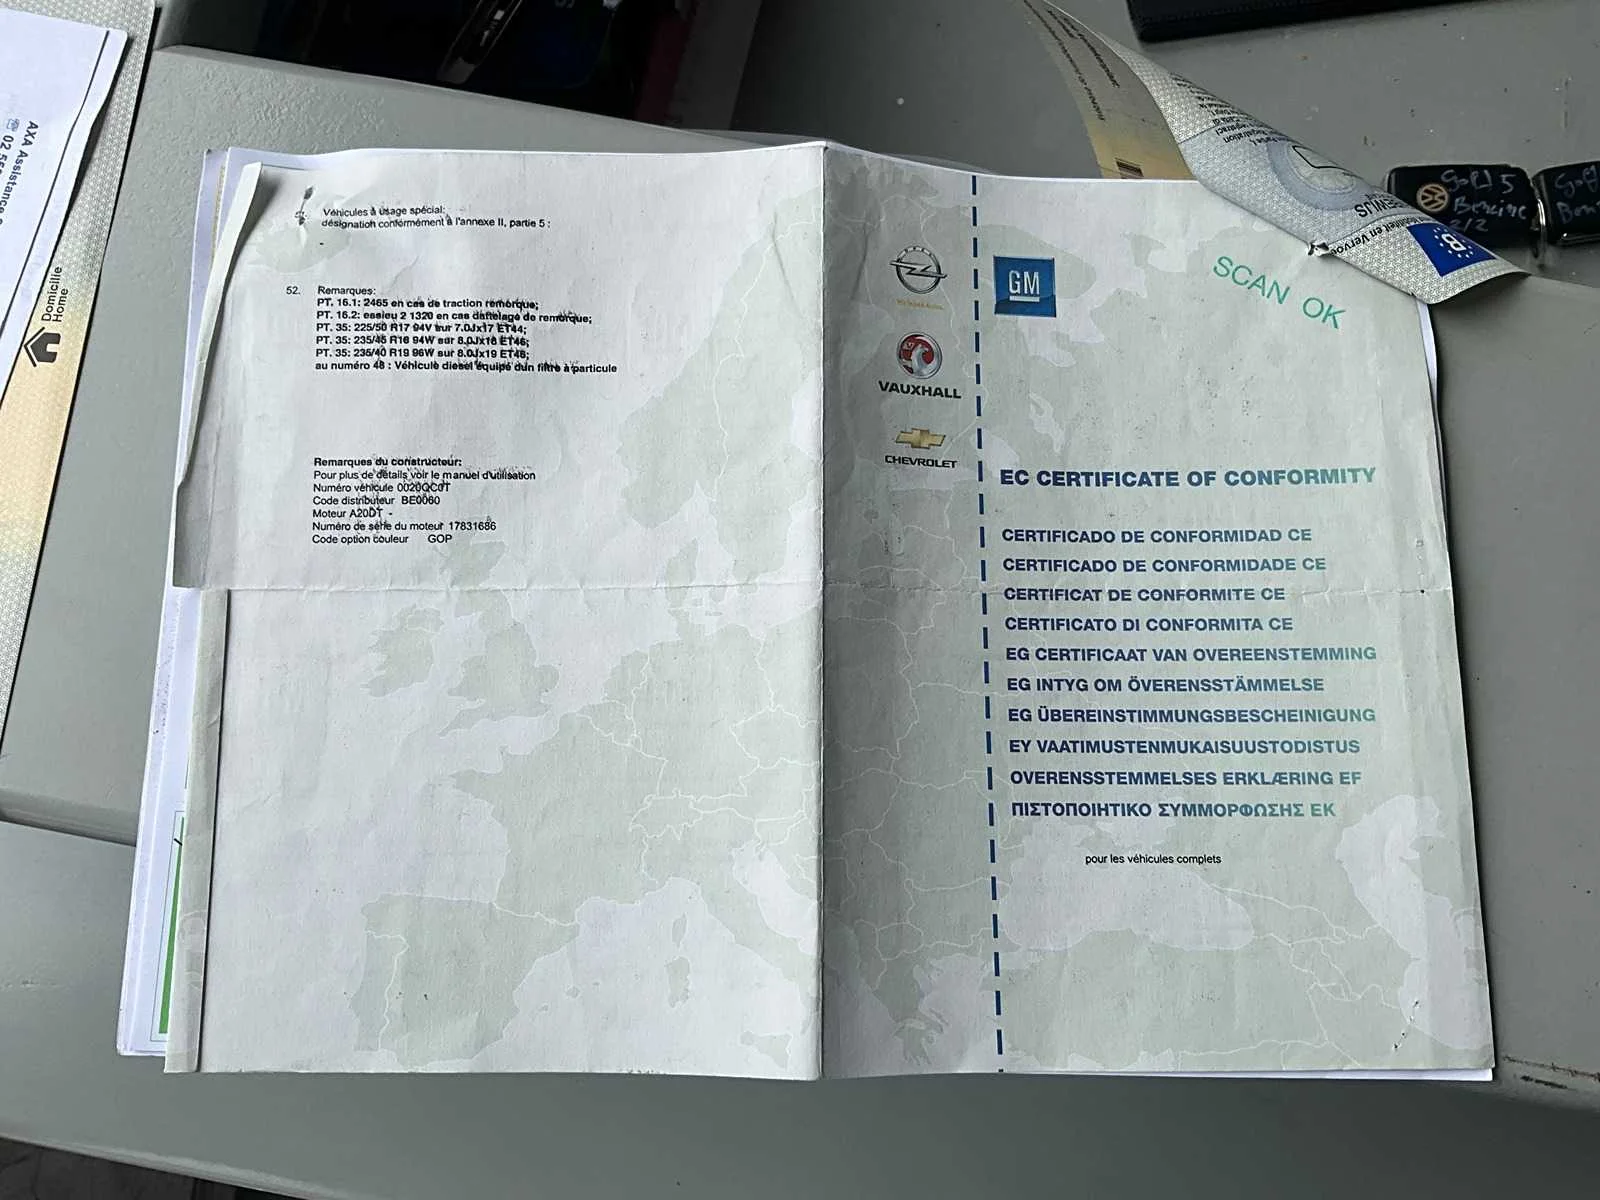 AXA Assistance
Domicilie
Home
Véhicules à usage spécial:
désignation conformément à l'annexe II, partie 5 :
-
52. Remarques:
PT. 16.1: 2465 en cas de traction remorque;
PT. 16.2: essieu 2 1320 en cas dattelage de remorque;
PT. 35: 225/50 R17 94V sur 7.0Jx17 ET44;
PT. 35: 235/45 R18 94W sur 8.0Jx18 ET46;
PT. 35: 235/40 R19 96W sur 8.0Jx19 ET46;
au numéro 48 : Véhicule diesel équipé dun filtre à particule
Remarques du constructeur:
Pour plus de détails voir le manuel d'utilisation
Numéro véhicule 0020QC0T
Code distributeur BE0060
Moteur A20DT -
Numéro de série du moteur 17831686
Code option couleur GOP
OPEL
VAUXHALL
CHEVROLET
GM
SCAN OK
EC CERTIFICATE OF CONFORMITY
CERTIFICADO DE CONFORMIDAD CE
CERTIFICADO DE CONFORMIDADE CE
CERTIFICAT DE CONFORMITE CE
CERTIFICATO DI CONFORMITA CE
EG CERTIFICAAT VAN OVEREENSTEMMING
EG INTYG OM ÖVERENSSTÄMMELSE
EG ÜBEREINSTIMMUNGSBESCHEINIGUNG
EY VAATIMUSTENMUKAISUUSTODISTUS
OVERENSSTEMMELSES ERKLÆRING EF
ΠΙΣΤΟΠΟΙΗΤΙΚΟ ΣΥΜΜΟΡΦΩΣΗΣ ΕΚ
pour les véhicules complets
B
Golf 5
Benzine
2/2